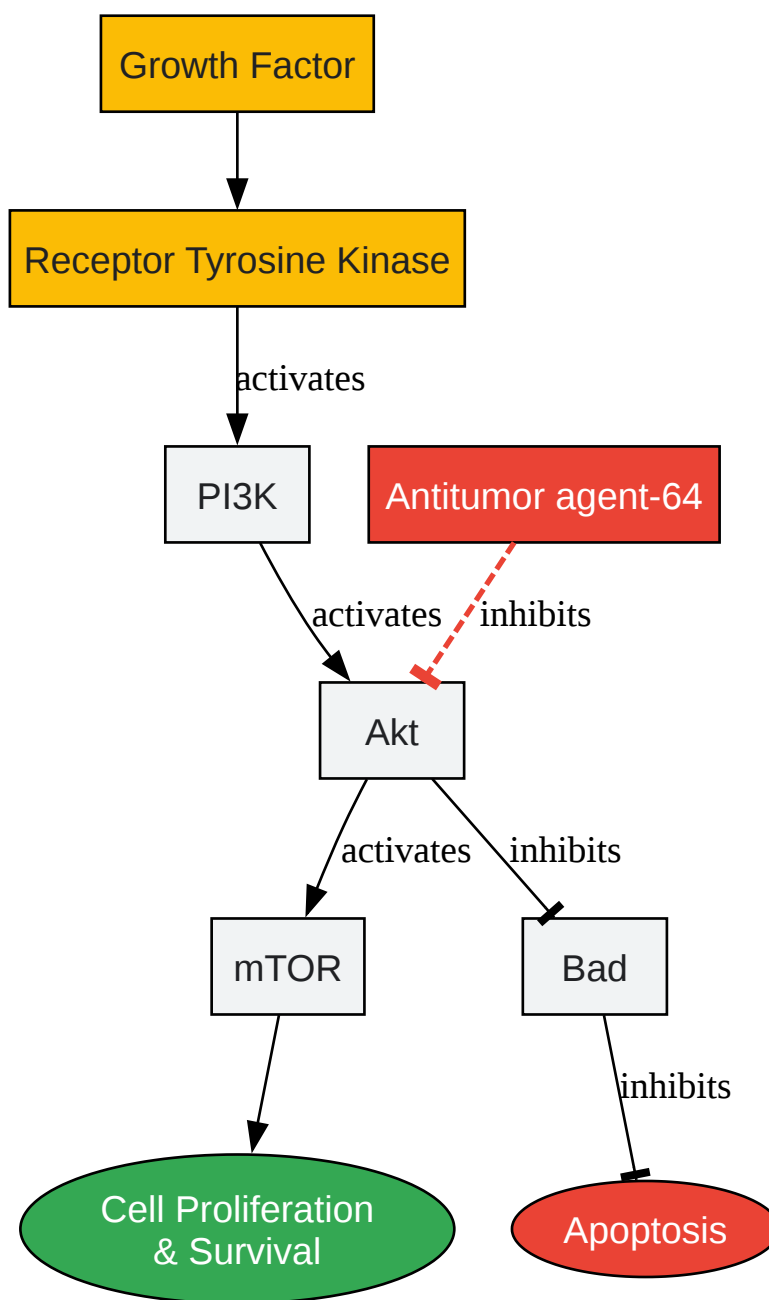 Growth Factor
Receptor Tyrosine Kinase
activates
PI3K
Antitumor agent-64
activates
inhibits
Akt
activates
inhibits
mTOR
Bad
inhibits
Cell Proliferation
& Survival
Apoptosis